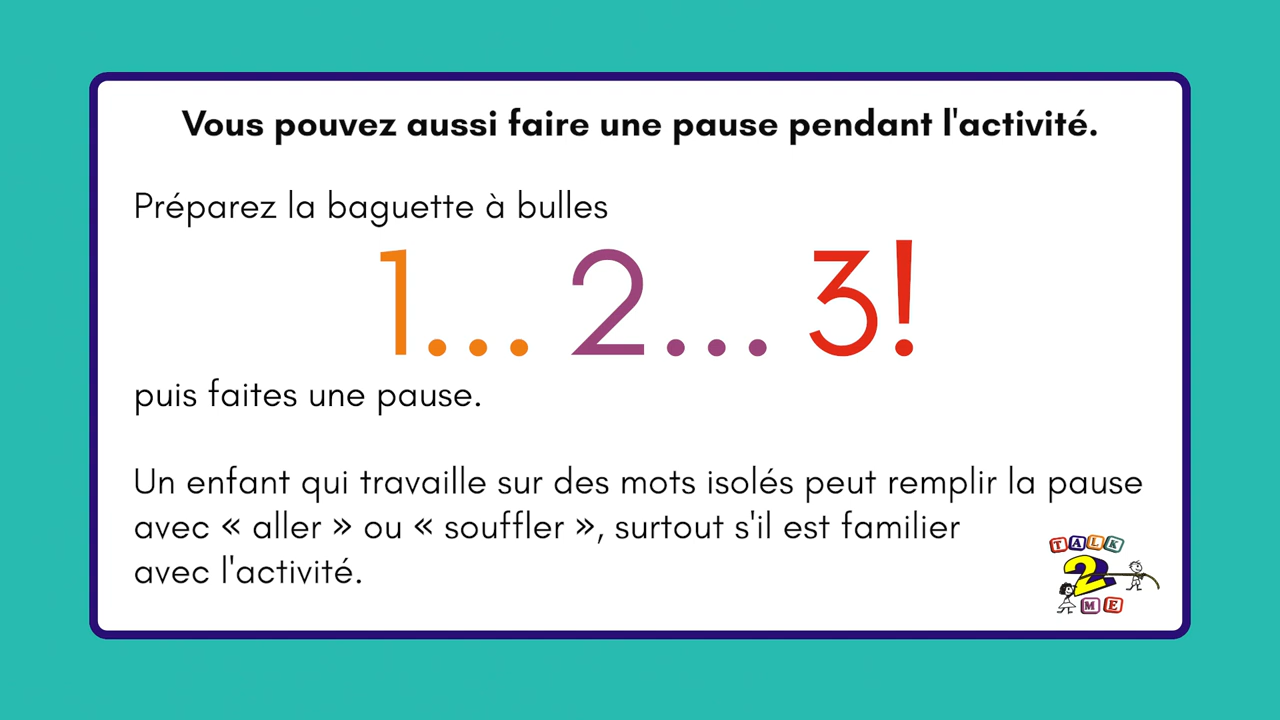 Vous pouvez aussi faire une pause pendant l'activité.
Préparez la baguette à bulles
1... 2... 3!
puis faites une pause.
Un enfant qui travaille sur des mots isolés peut remplir la pause
avec « aller » ou « souffler », surtout s'il est familier
avec l'activité.
TALK
2
ME